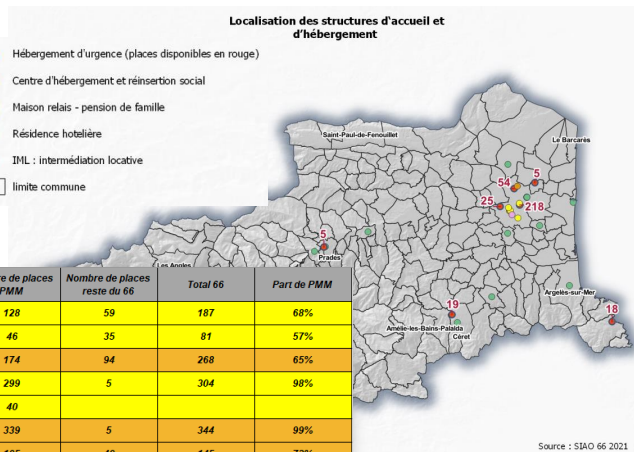 Localisation des structures d'accueil et
d'hébergement
Hébergement d'urgence (places disponibles en rouge)
Centre d'hébergement et réinsertion social
Maison relais - pension de famille
Résidence hotelière
IML : intermédiation locative
limite commune
Saint-Paul-de-Fenouillet
Le Barcarès
54
5
25
218
5
Prades
Les Angles
Argelès-sur-Mer
19
18
Amélie-les-Bains-Palalda
Céret
de places Nombre de places Total 66 Part de PMM
PMM reste du 66
128 59 187 68%
46 35 81 57%
174 94 268 65%
299 5 304 98%
40
339 5 344 99%
Source : SIAO 66 2021